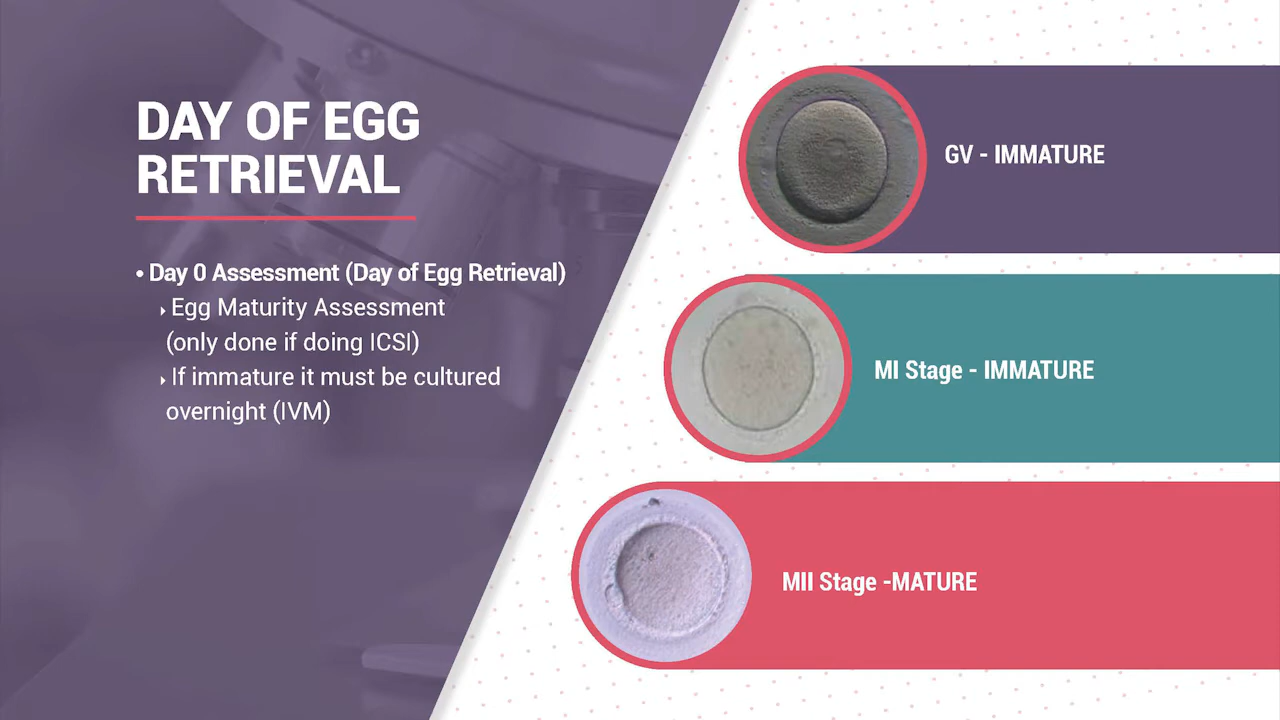 DAY OF EGG
RETRIEVAL
• Day 0 Assessment (Day of Egg Retrieval)
‣ Egg Maturity Assessment
(only done if doing ICSI)
‣ If immature it must be cultured
overnight (IVM)
GV - IMMATURE
MI Stage - IMMATURE
MII Stage -MATURE